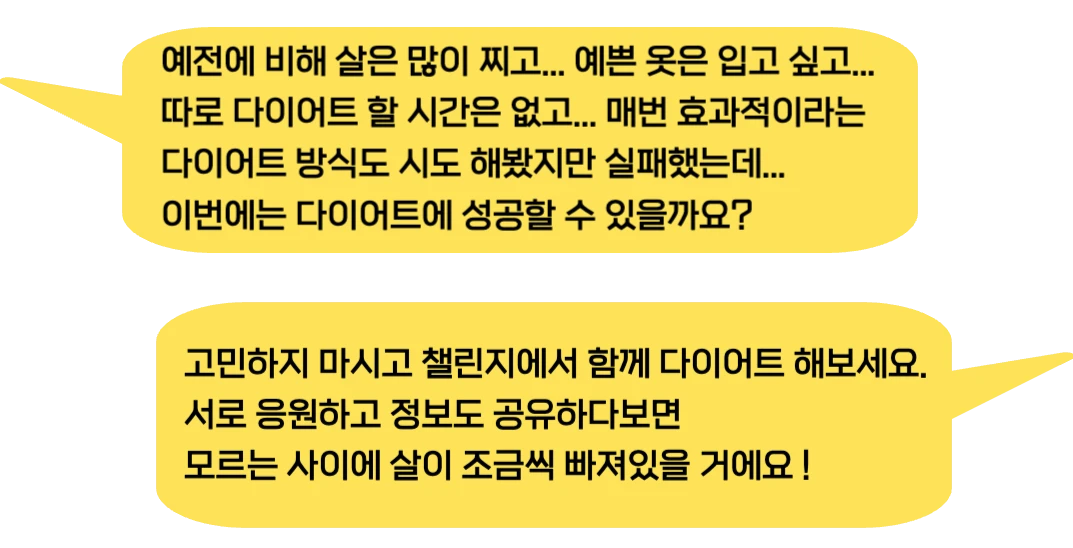 예전에 비해 살은 많이 찌고... 예쁜 옷은 입고 싶고...
따로 다이어트 할 시간은 없고... 매번 효과적이라는
다이어트 방식도 시도 해봤지만 실패했는데...
이번에는 다이어트에 성공할 수 있을까요?
고민하지 마시고 챌린지에서 함께 다이어트 해보세요.
서로 응원하고 정보도 공유하다보면
모르는 사이에 살이 조금씩 빠져있을 거에요 !